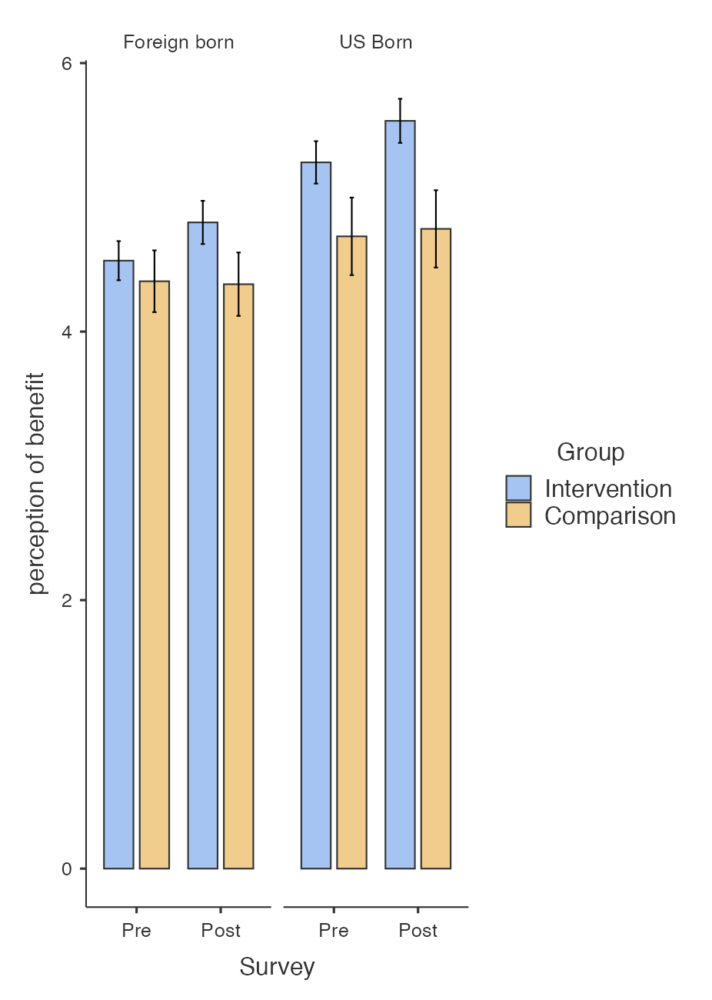 Foreign born
US Born
6
4
2
0
perception of benefit
Pre
Post
Pre
Post
Survey
Group
Intervention
Comparison